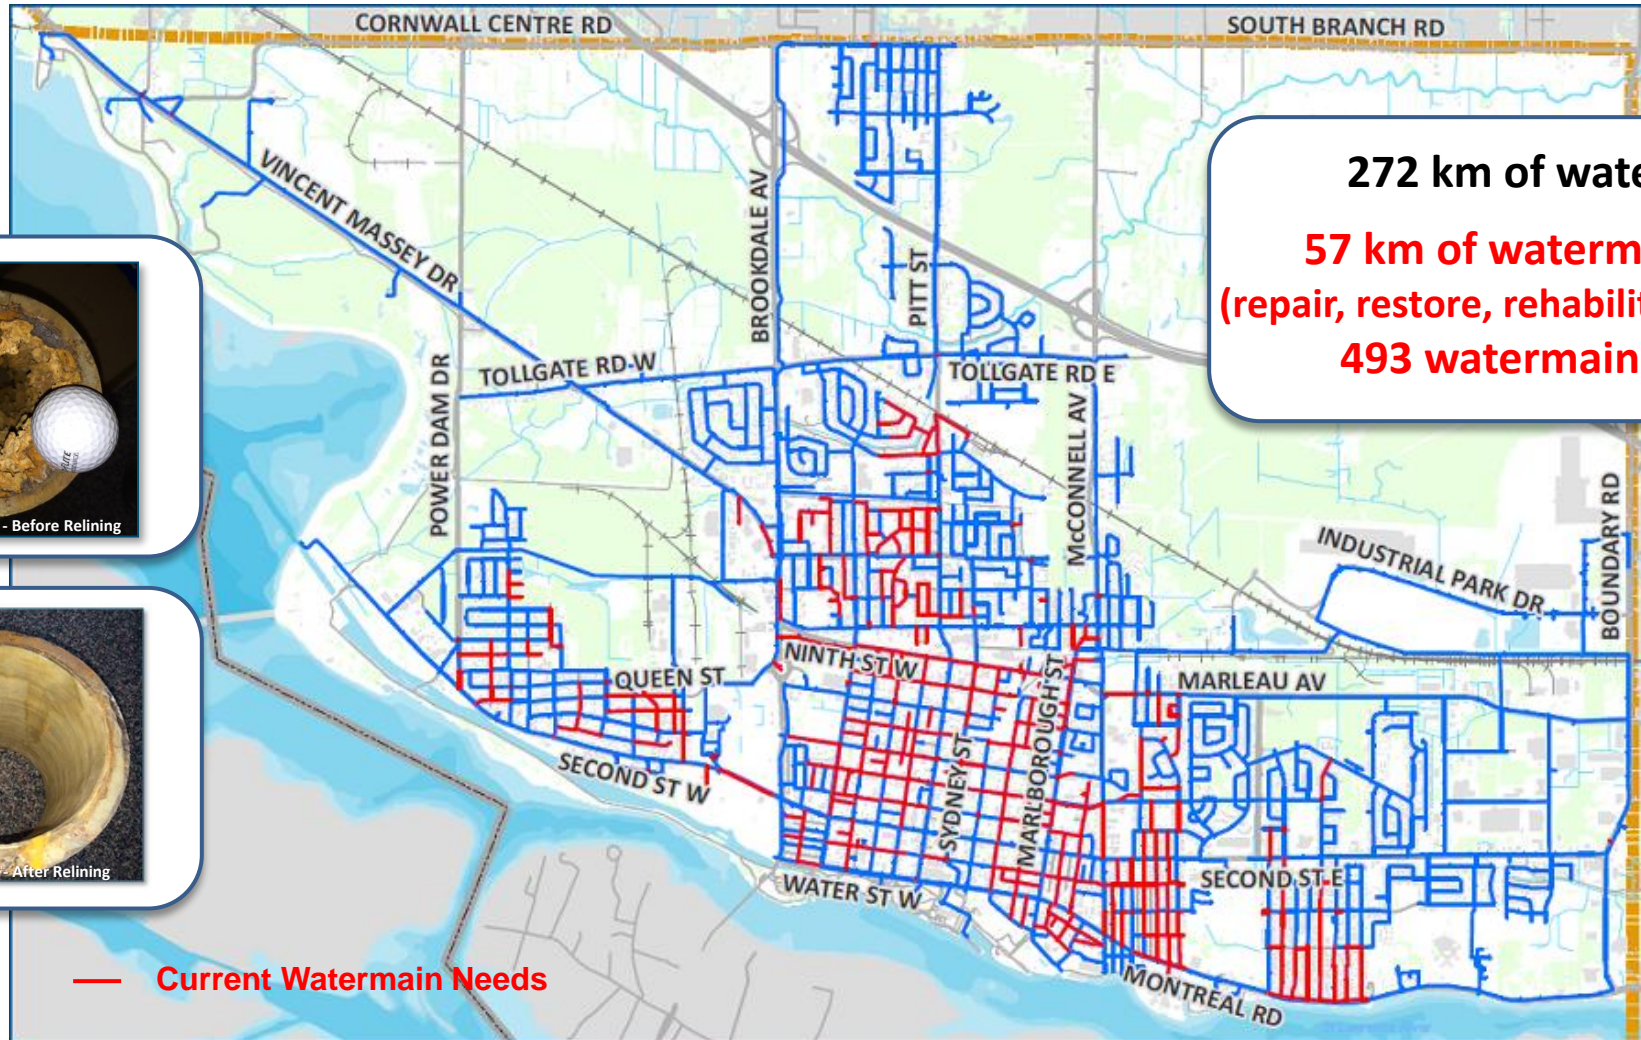 CORNWALL CENTRE RD
SOUTH BRANCH RD
272 km of wate
57 km of waterm
(repair, restore, rehabilit
493 watermain
VINCENT MASSEY DR
BROOKDALE AV
PITT ST
TOLLGATE RD W
TOLLGATE RD E
POWER DAM DR
McCONNELL AV
- Before Relining
BOUNDARY RD
INDUSTRIAL PARK DR
NINTH ST W
QUEEN ST
MARLEAU AV
SECOND ST W
SYDNEY ST
MARLBOROUGH ST
- After Relining
SECOND ST E
WATER ST W
MONTREAL RD
Current Watermain Needs